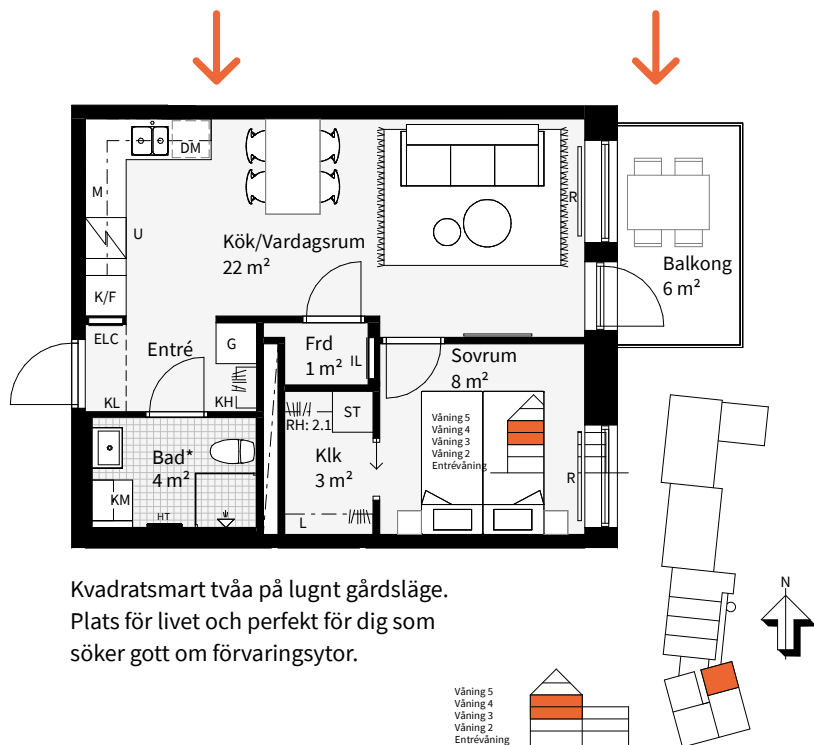 DM
M
U
R
Kök/Vardagsrum
22 m²
Balkong
6 m²
K/F
ELC
Entré
G
Frd
1 m²
IL
Sovrum
8 m²
KL
KH
ST
RH: 2.1
Våning 5
Våning 4
Våning 3
Våning 2
Entrévåning
Bad*
4 m²
Klk
3 m²
R
KM
HT
L
Kvadratsmart tvåa på lugnt gårdsläge.
Plats för livet och perfekt för dig som
söker gott om förvaringsytor.
N
Våning 5
Våning 4
Våning 3
Våning 2
Entrévåning